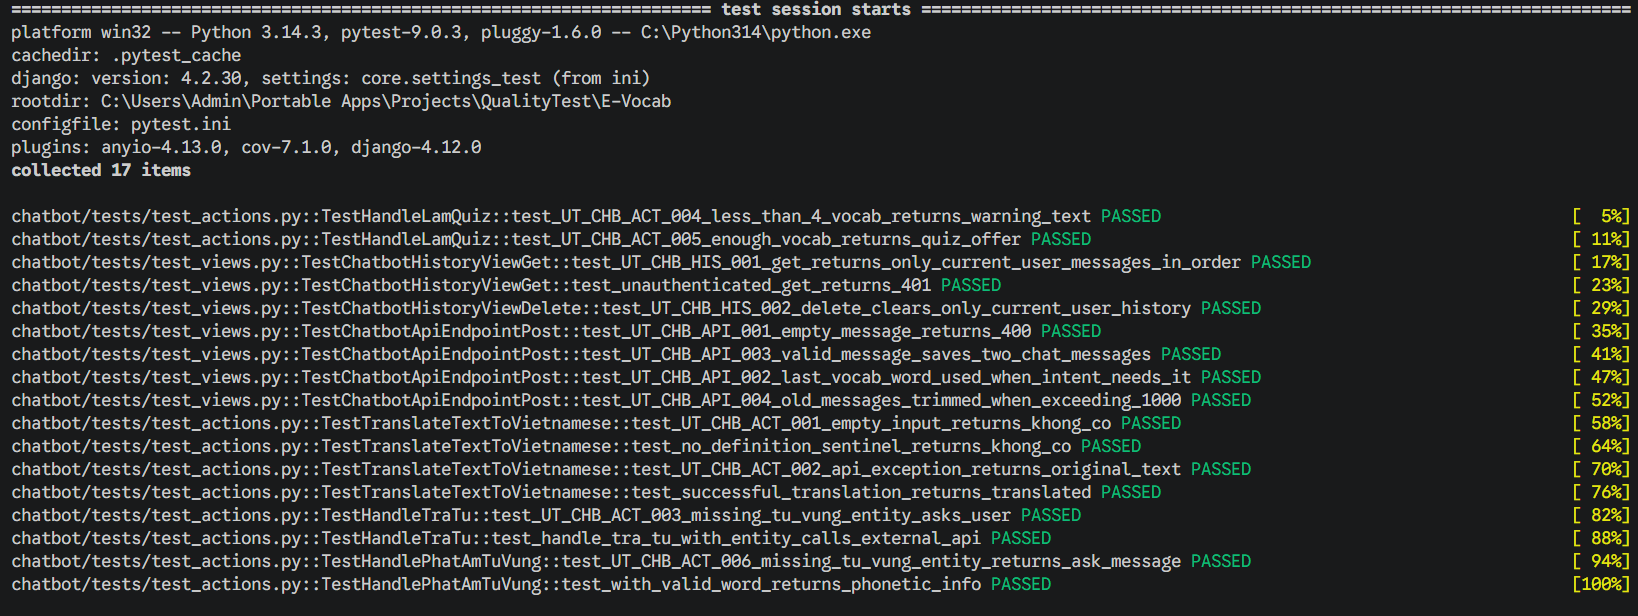 ====================================================================== test session starts =======================================================================
platform win32 -- Python 3.14.3, pytest-9.0.3, pluggy-1.6.0 -- C:\Python314\python.exe
cachedir: .pytest_cache
django: version: 4.2.30, settings: core.settings_test (from ini)
rootdir: C:\Users\Admin\Portable Apps\Projects\QualityTest\E-Vocab
configfile: pytest.ini
plugins: anyio-4.13.0, cov-7.1.0, django-4.12.0
collected 17 items

chatbot/tests/test_actions.py::TestHandleLamQuiz::test_UT_CHB_ACT_004_less_than_4_vocab_returns_warning_text PASSED [  5%]
chatbot/tests/test_actions.py::TestHandleLamQuiz::test_UT_CHB_ACT_005_enough_vocab_returns_quiz_offer PASSED [ 11%]
chatbot/tests/test_views.py::TestChatbotHistoryViewGet::test_UT_CHB_HIS_001_get_returns_only_current_user_messages_in_order PASSED [ 17%]
chatbot/tests/test_views.py::TestChatbotHistoryViewGet::test_unauthenticated_get_returns_401 PASSED [ 23%]
chatbot/tests/test_views.py::TestChatbotHistoryViewDelete::test_UT_CHB_HIS_002_delete_clears_only_current_user_history PASSED [ 29%]
chatbot/tests/test_views.py::TestChatbotApiEndpointPost::test_UT_CHB_API_001_empty_message_returns_400 PASSED [ 35%]
chatbot/tests/test_views.py::TestChatbotApiEndpointPost::test_UT_CHB_API_003_valid_message_saves_two_chat_messages PASSED [ 41%]
chatbot/tests/test_views.py::TestChatbotApiEndpointPost::test_UT_CHB_API_002_last_vocab_word_used_when_intent_needs_it PASSED [ 47%]
chatbot/tests/test_views.py::TestChatbotApiEndpointPost::test_UT_CHB_API_004_old_messages_trimmed_when_exceeding_1000 PASSED [ 52%]
chatbot/tests/test_actions.py::TestTranslateTextToVietnamese::test_UT_CHB_ACT_001_empty_input_returns_khong_co PASSED [ 58%]
chatbot/tests/test_actions.py::TestTranslateTextToVietnamese::test_no_definition_sentinel_returns_khong_co PASSED [ 64%]
chatbot/tests/test_actions.py::TestTranslateTextToVietnamese::test_UT_CHB_ACT_002_api_exception_returns_original_text PASSED [ 70%]
chatbot/tests/test_actions.py::TestTranslateTextToVietnamese::test_successful_translation_returns_translated PASSED [ 76%]
chatbot/tests/test_actions.py::TestHandleTraTu::test_UT_CHB_ACT_003_missing_tu_vung_entity_asks_user PASSED [ 82%]
chatbot/tests/test_actions.py::TestHandleTraTu::test_handle_tra_tu_with_entity_calls_external_api PASSED [ 88%]
chatbot/tests/test_actions.py::TestHandlePhatAmTuVung::test_UT_CHB_ACT_006_missing_tu_vung_entity_returns_ask_message PASSED [ 94%]
chatbot/tests/test_actions.py::TestHandlePhatAmTuVung::test_with_valid_word_returns_phonetic_info PASSED [100%]